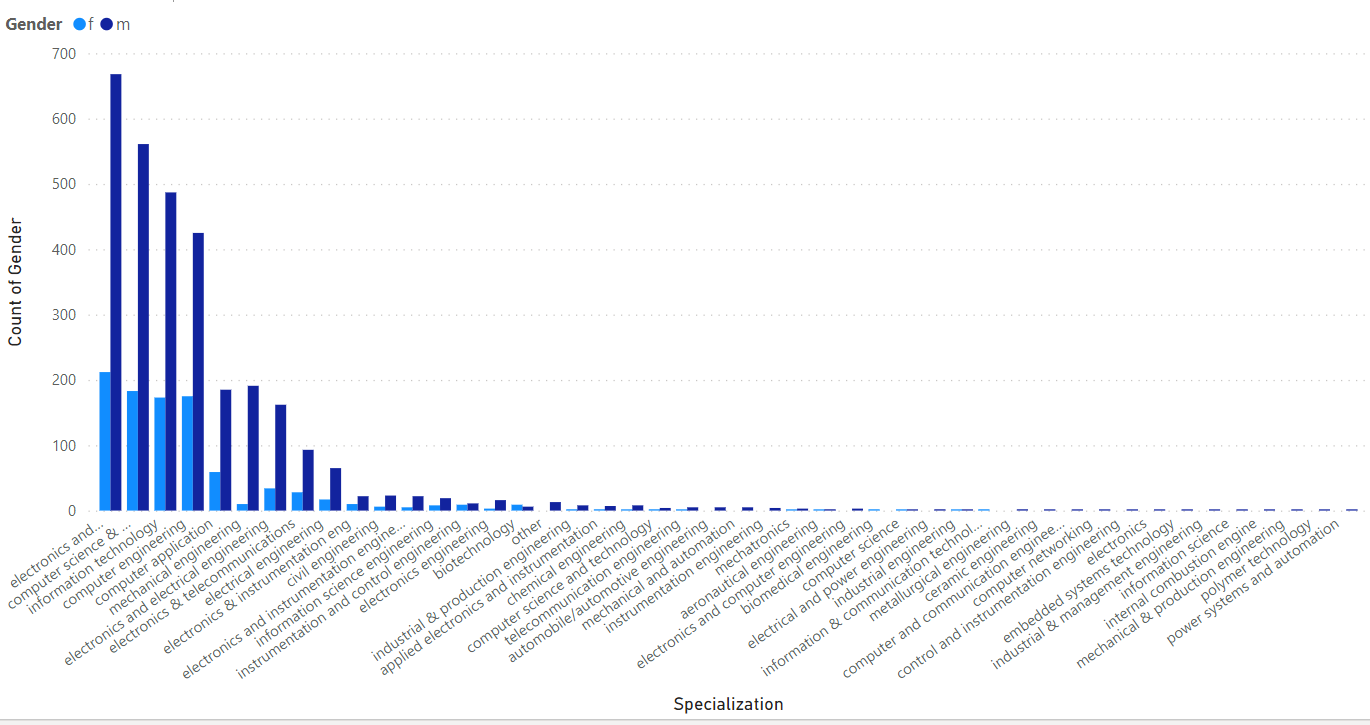 Gender f m
700
600
500
400
300
200
100
0
Count of Gender
electronics and...
computer science &...
information technology
computer engineering
computer application
mechanical engineering
electronics and electrical engineering
electronics & telecommunications
electrical engineering
electronics & instrumentation eng
civil engineering
electronics and instrumentation engine...
information science engineering
instrumentation and control engineering
electronics engineering
biotechnology
other
industrial & production engineering
applied electronics and instrumentation
chemical engineering
computer science and technology
telecommunication engineering
automobile/automotive engineering
mechanical and automation
instrumentation engineering
mechatronics
aeronautical engineering
electronics and computer engineering
biomedical engineering
computer science
electrical and power engineering
industrial engineering
information & communication technol...
metallurgical engineering
ceramic engineering
computer and communication enginee...
computer networking
control and instrumentation engineering
electronics
embedded systems technology
industrial & management engineering
information science
internal combustion engine
mechanical & production engineering
polymer technology
power systems and automation
Specialization